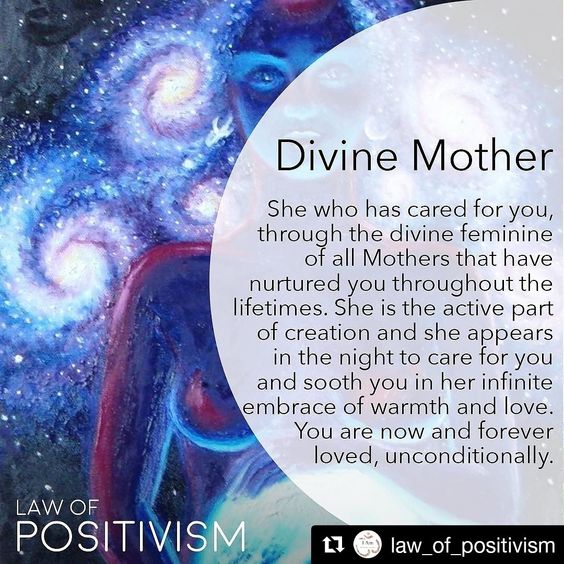 Divine Mother
She who has cared for you,
through the divine feminine
of all Mothers that have
nurtured you throughout the
lifetimes. She is the active part
of creation and she appears
in the night to care for you
and sooth you in her infinite
embrace of warmth and love.
You are now and forever
loved, unconditionally.
LAW OF
POSITIVISM
law_of_positivism